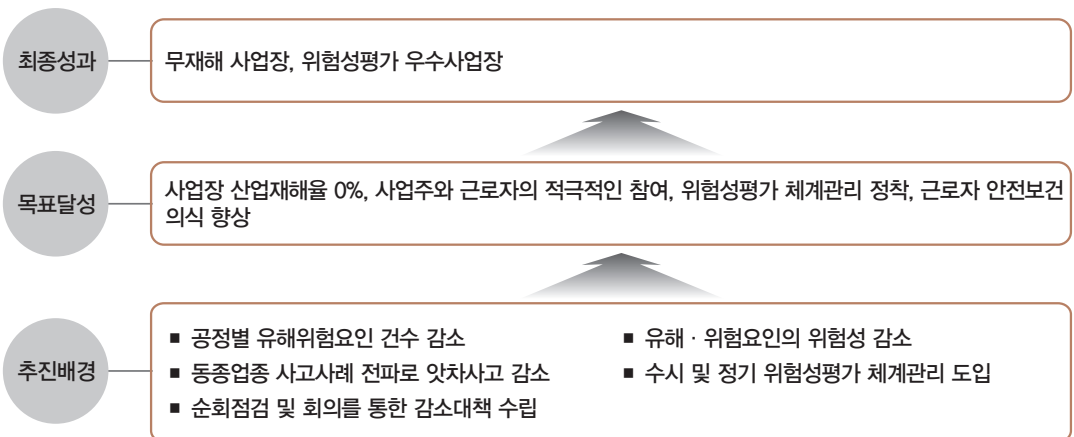 최종성과
무재해 사업장, 위험성평가 우수사업장
목표달성
사업장 산업재해율 0%, 사업주와 근로자의 적극적인 참여, 위험성평가 체계관리 정착, 근로자 안전보건
의식 향상
추진배경
■ 공정별 유해위험요인 건수 감소
■ 유해 · 위험요인의 위험성 감소
■ 동종업종 사고사례 전파로 앗차사고 감소
■ 수시 및 정기 위험성평가 체계관리 도입
■ 순회점검 및 회의를 통한 감소대책 수립